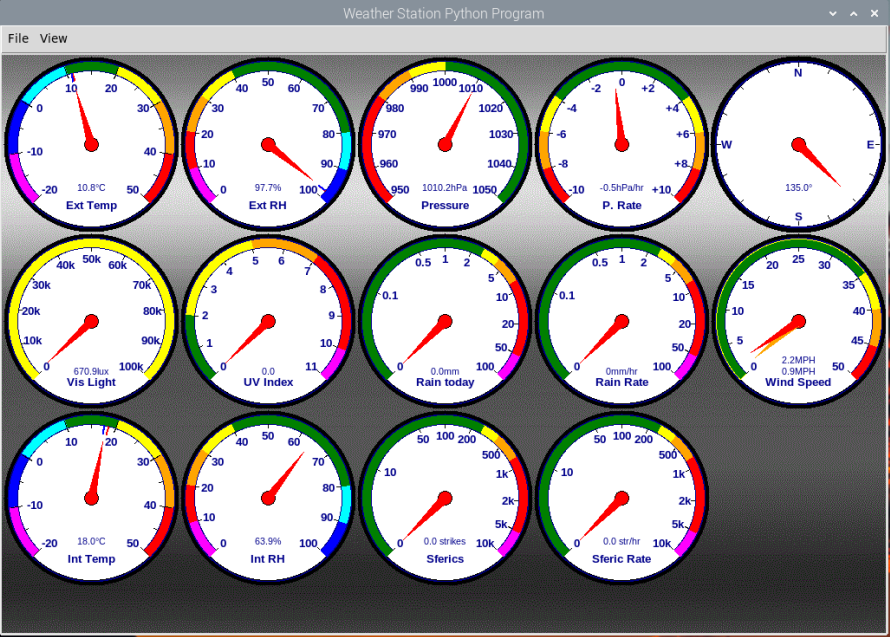 Weather Station Python Program
File View
-20 -10 0 10 20 30 40 50
10.8°C
Ext Temp
0 10 20 30 40 50 60 70 80 90 100
97.7%
Ext RH
950 960 970 980 990 1000 1010 1020 1030 1040 1050
1010.2hPa
Pressure
-10 -8 -6 -4 -2 0 +2 +4 +6 +8 +10
-0.5hPa/hr
P. Rate
N
W E
135.0°
S
0 10k 20k 30k 40k 50k 60k 70k 80k 90k 100k
670.9lux
Vis Light
0 1 2 3 4 5 6 7 8 9 10 11
0.0
UV Index
0 0.1 0.5 1 2 5 10 20 50 100
0.0mm
Rain today
0 0.1 0.5 1 2 5 10 20 50 100
0mm/hr
Rain Rate
0 5 10 15 20 25 30 35 40 45 50
2.2MPH
0.9MPH
Wind Speed
-20 -10 0 10 20 30 40 50
18.0°C
Int Temp
0 10 20 30 40 50 60 70 80 90 100
63.9%
Int RH
0 10 50 100 200 500 1k 2k 5k 10k
0.0 strikes
Sferics
0 10 50 100 200 500 1k 2k 5k 10k
0.0 str/hr
Sferic Rate